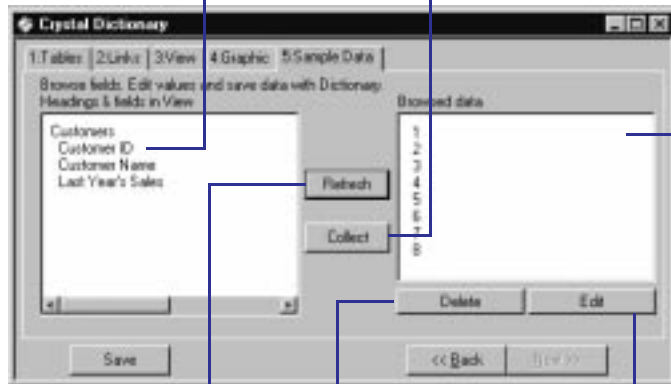 Crystal Dictionary
1:Tables 2:Links 3:View 4:Graphic 5:Sample Data
Browse fields. Edit values and save data with Dictionary.
Headings & fields in View
Browsed data
Customers
Customer ID
Customer Name
Last Year's Sales
1
2
3
4
5
6
7
8
Refresh
Collect
Delete Edit
Save << Back Next >>